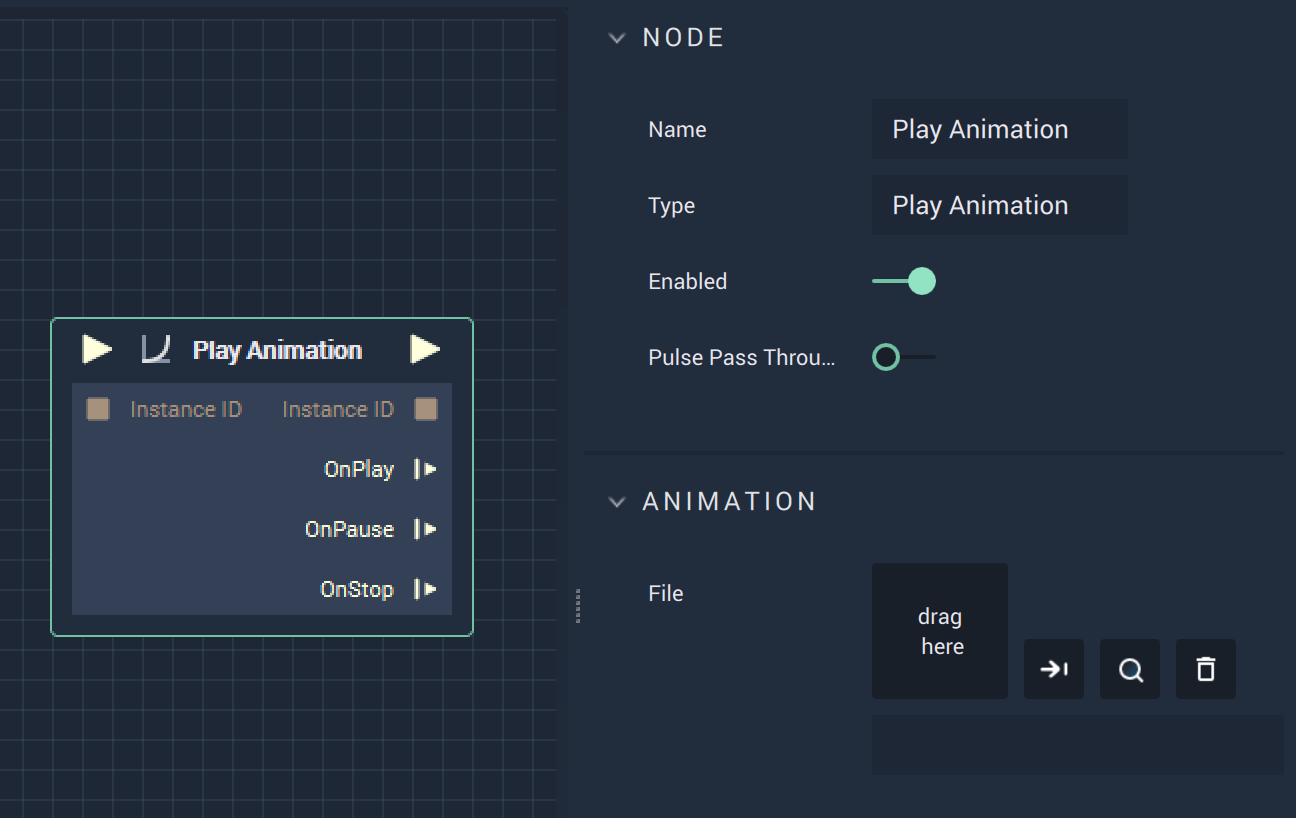 Play Animation
Instance ID Instance ID
OnPlay
OnPause
OnStop
NODE
Name Play Animation
Type Play Animation
Enabled
Pulse Pass Throu...
ANIMATION
File
drag
here